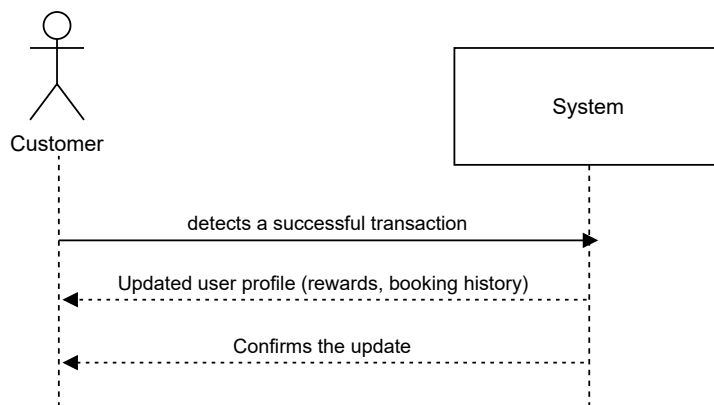 System
Customer
detects a successful transaction
Updated user profile (rewards, booking history)
Confirms the update